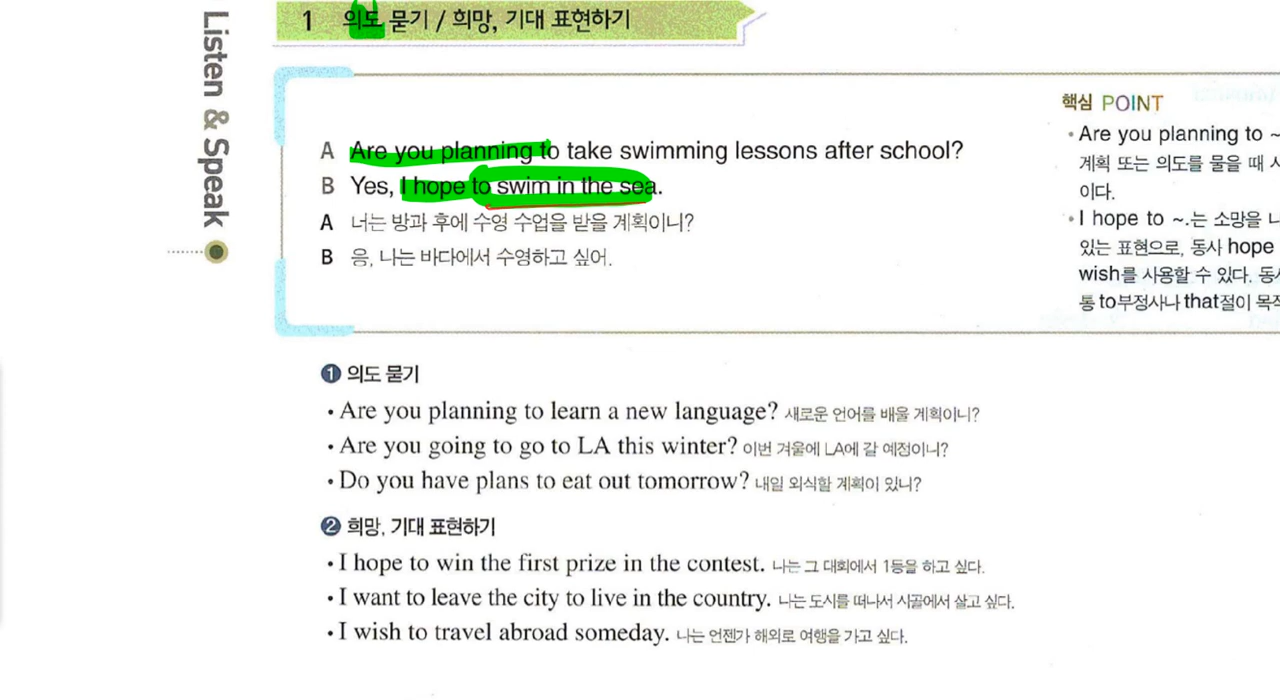 Listen & Speak
1 의도 묻기 / 희망, 기대 표현하기
A Are you planning to take swimming lessons after school?
B Yes, I hope to swim in the sea.
A 너는 방과 후에 수영 수업을 받을 계획이니?
B 응, 나는 바다에서 수영하고 싶어.
핵심 POINT
• Are you planning to ~
계획 또는 의도를 물을 때
이다.
• I hope to ~.는 소망을
있는 표현으로, 동사 hope
wish를 사용할 수 있다.
통 to부정사나 that절이
❶ 의도 묻기
• Are you planning to learn a new language? 새로운 언어를 배울 계획이니?
• Are you going to go to LA this winter? 이번 겨울에 LA에 갈 예정이니?
• Do you have plans to eat out tomorrow? 내일 외식할 계획이 있니?
❷ 희망, 기대 표현하기
• I hope to win the first prize in the contest. 나는 그 대회에서 1등을 하고 싶다.
• I want to leave the city to live in the country. 나는 도시를 떠나서 시골에서 살고 싶다.
• I wish to travel abroad someday. 나는 언젠가 해외로 여행을 가고 싶다.